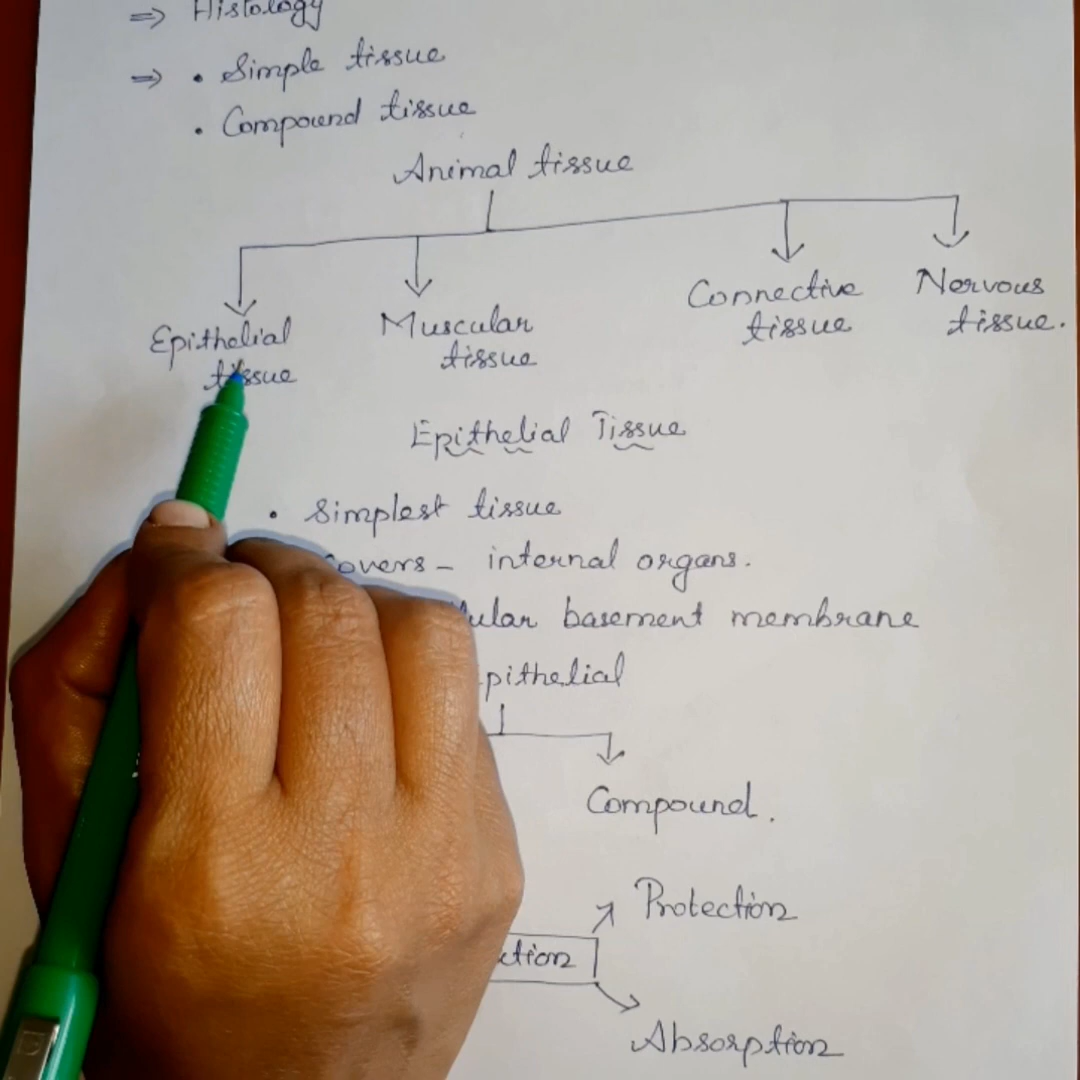 ⇒ Histology
⇒ • Simple tissue
• Compound tissue
Animal tissue
Epithelial tissue
Muscular tissue
Connective tissue
Nervous tissue.
Epithelial Tissue
• Simplest tissue
covers - internal organs.
basement membrane
Compound.
Protection
Absorption